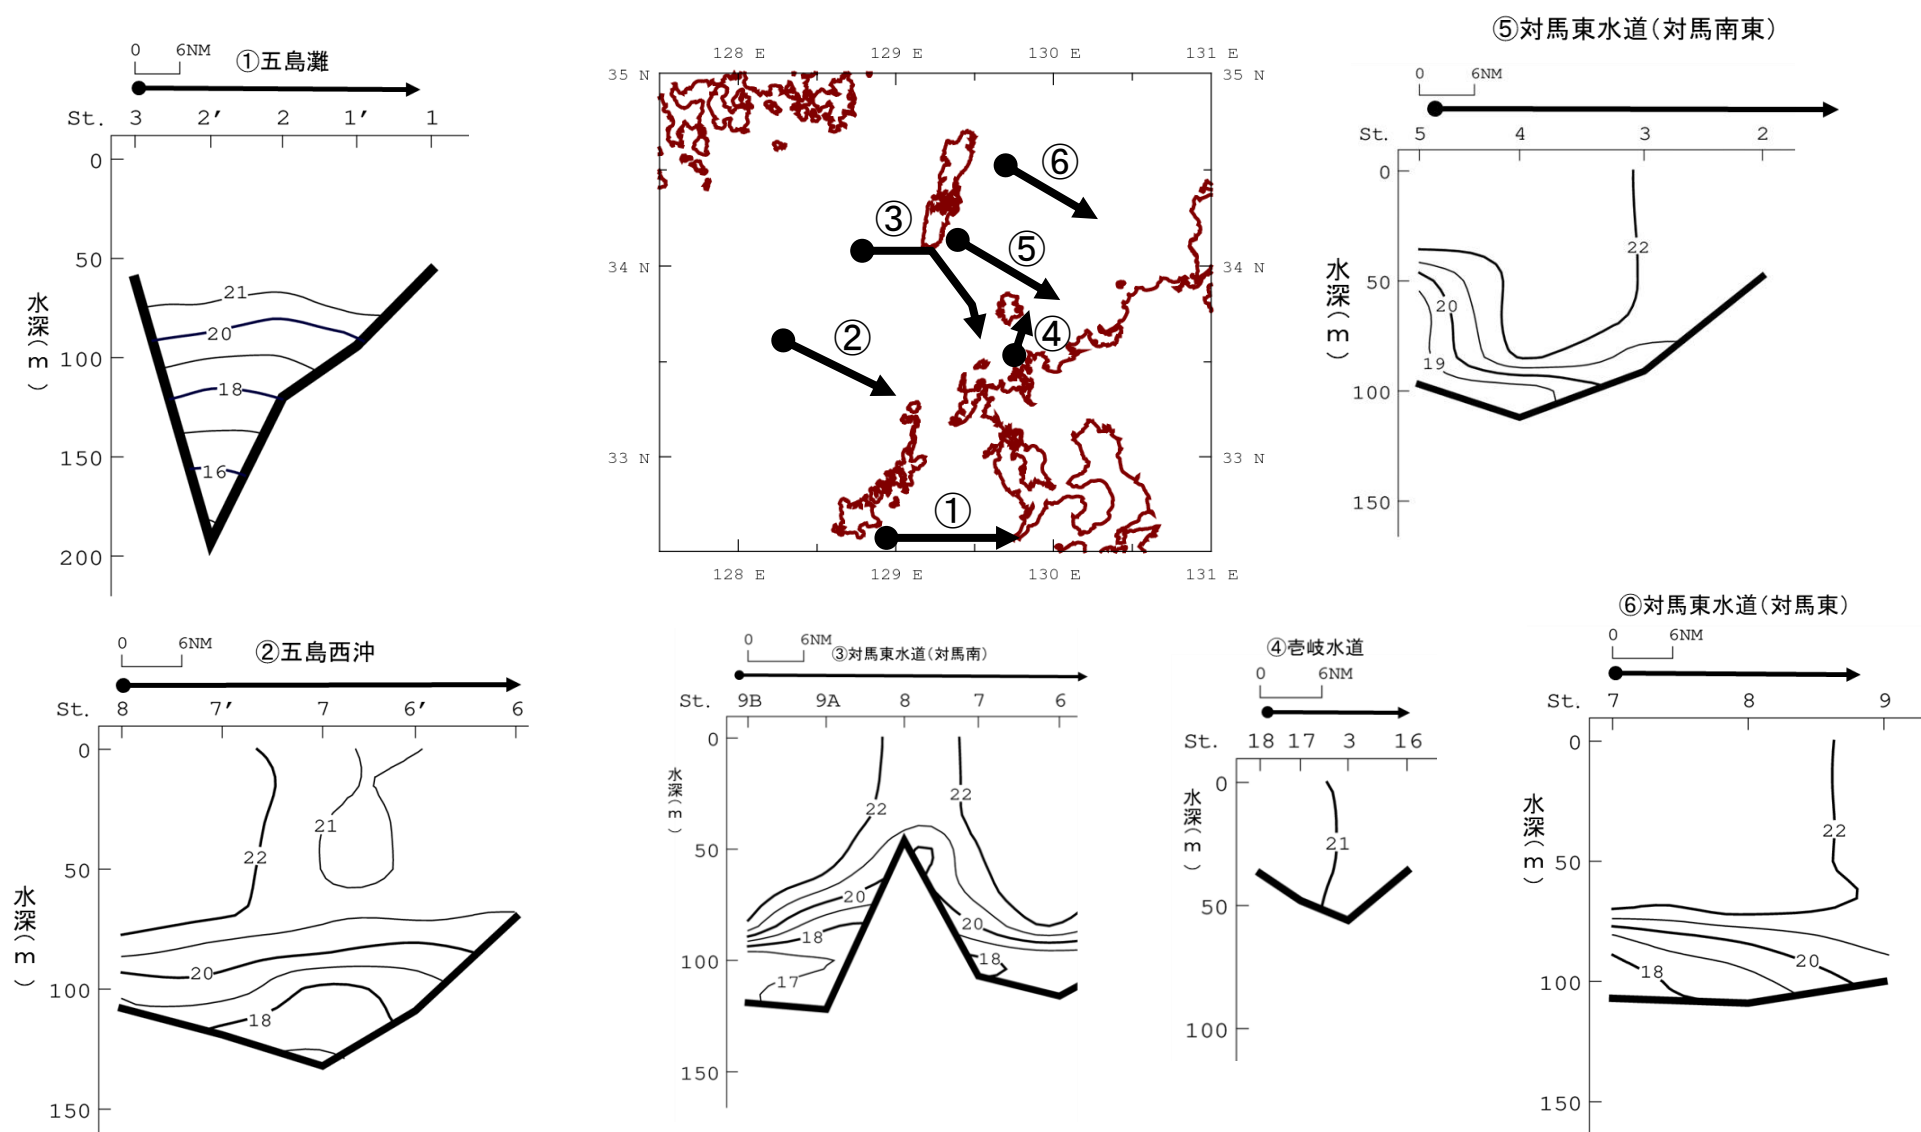 ①五島灘
0 6NM
St. 3 2′ 2 1′ 1
水深(m)
0
50
100
150
200
21
20
18
16
128 E 129 E 130 E 131 E
35 N 35 N
34 N 34 N
33 N 33 N
128 E 129 E 130 E 131 E
①
②
③
④
⑤
⑥
⑤対馬東水道(対馬南東)
0 6NM
St. 5 4 3 2
水深(m)
0
50
100
150
22
20
19
②五島西沖
0 6NM
St. 8 7′ 7 6′ 6
水深(m)
0
50
100
150
22
21
20
18
③対馬東水道(対馬南)
0 6NM
St. 9B 9A 8 7 6
水深(m)
0
50
100
150
22 22
20 20
18 18
17
④壱岐水道
0 6NM
St. 18 17 3 16
水深(m)
0
50
100
21
⑥対馬東水道(対馬東)
0 6NM
St. 7 8 9
水深(m)
0
50
100
150
22
20
18